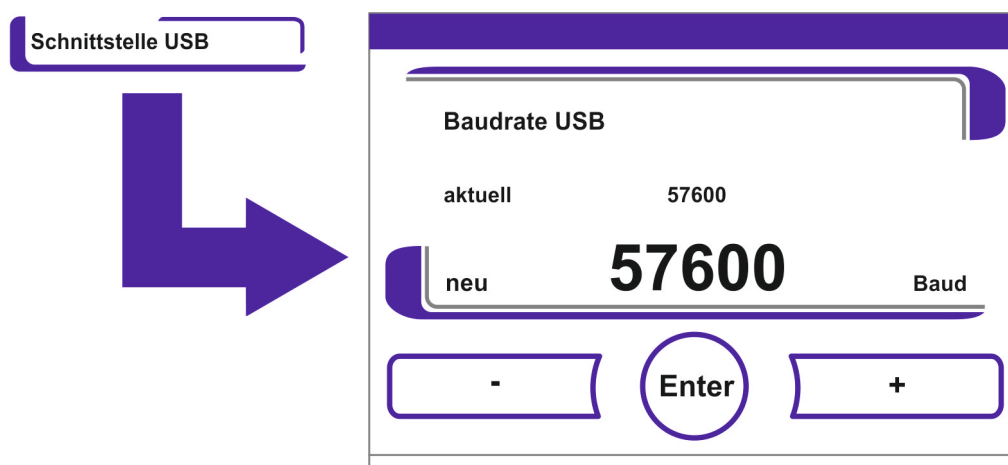 Schnittstelle USB
Baudrate USB
aktuell 57600
neu 57600 Baud
- Enter +